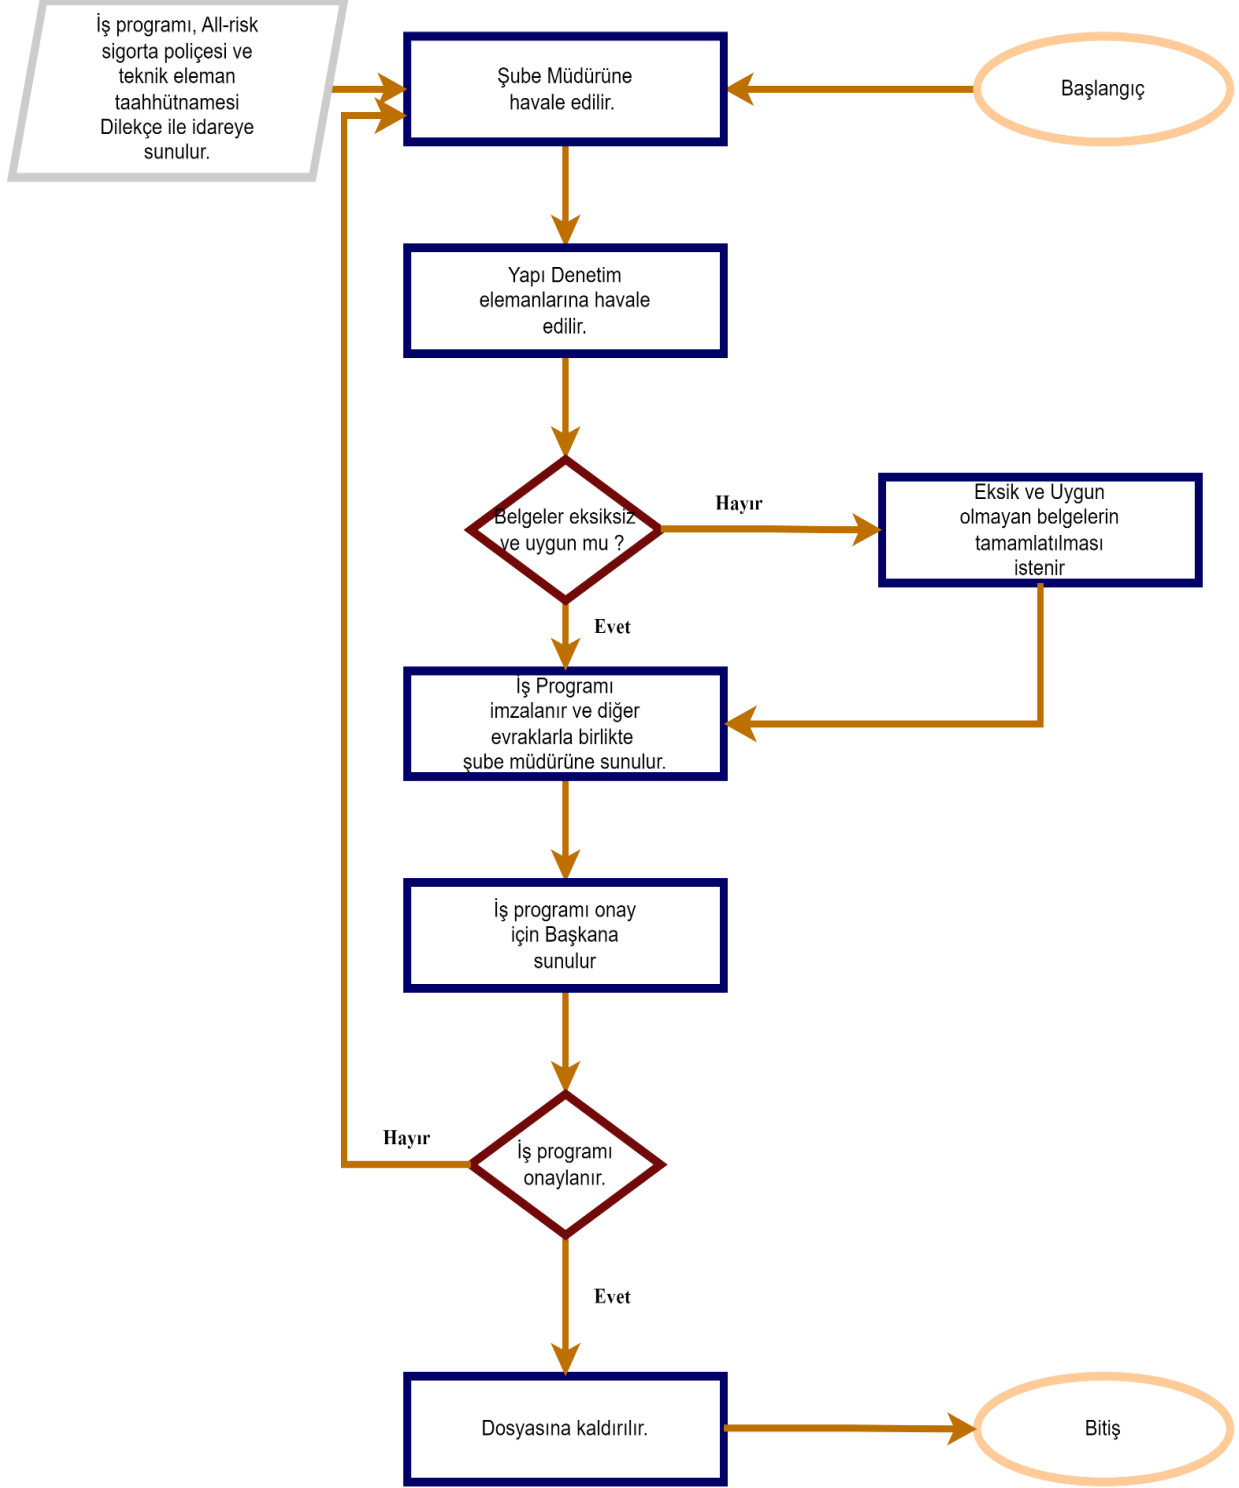 İş programı, All-risk
sigorta poliçesi ve
teknik eleman
taahhütnamesi
Dilekçe ile idareye
sunulur.
Şube Müdürüne
havale edilir.
Başlangıç
Yapı Denetim
elemanlarına havale
edilir.
Belgeler eksiksiz
ve uygun mu ?
Hayır
Eksik ve Uygun
olmayan belgelerin
tamamlatılması
istenir
Evet
İş Programı
imzalanır ve diğer
evraklarla birlikte
şube müdürüne sunulur.
İş programı onay
için Başkana
sunulur
Hayır
İş programı
onaylanır.
Evet
Dosyasına kaldırılır.
Bitiş